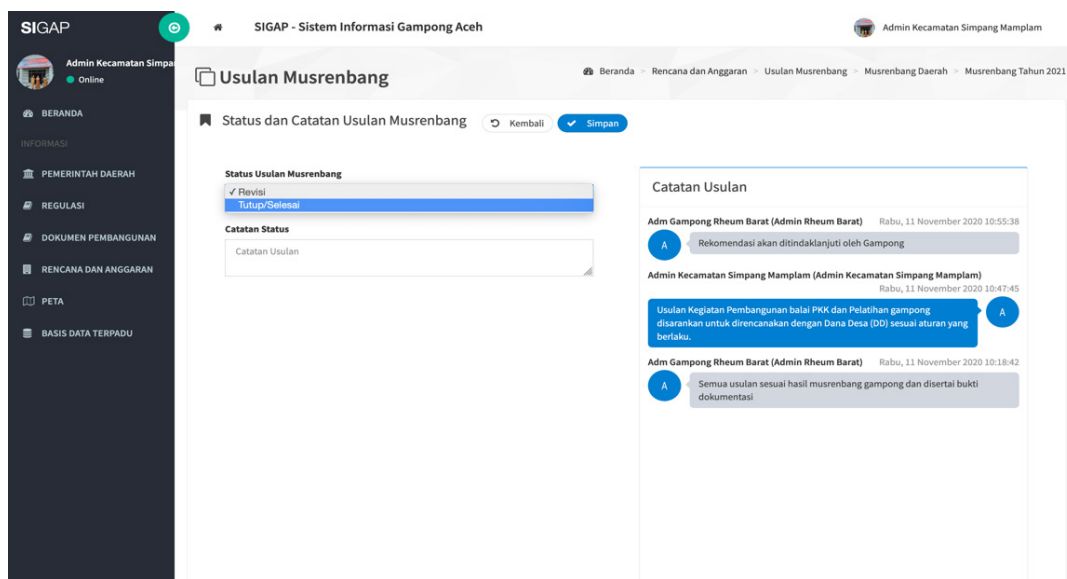 SIGAP
SIGAP - Sistem Informasi Gampong Aceh
Admin Kecamatan Simpang Mamplam
Admin Kecamatan Simpa
Online
BERANDA
INFORMASI
PEMERINTAH DAERAH
REGULASI
DOKUMEN PEMBANGUNAN
RENCANA DAN ANGGARAN
PETA
BASIS DATA TERPADU
Usulan Musrenbang
Beranda > Rencana dan Anggaran > Usulan Musrenbang > Musrenbang Daerah > Musrenbang Tahun 2021
Status dan Catatan Usulan Musrenbang
Kembali
Simpan
Status Usulan Musrenbang
✓ Revisi
Tutup/Selesai
Catatan Status
Catatan Usulan
Catatan Usulan
Adm Gampong Rheum Barat (Admin Rheum Barat) Rabu, 11 November 2020 10:55:38
A
Rekomendasi akan ditindaklanjuti oleh Gampong
Admin Kecamatan Simpang Mamplam (Admin Kecamatan Simpang Mamplam)
Rabu, 11 November 2020 10:47:45
Usulan Kegiatan Pembangunan balai PKK dan Pelatihan gampong
disarankan untuk direncanakan dengan Dana Desa (DD) sesuai aturan yang
berlaku.
A
Adm Gampong Rheum Barat (Admin Rheum Barat) Rabu, 11 November 2020 10:18:42
A
Semua usulan sesuai hasil musrenbang gampong dan disertai bukti
dokumentasi